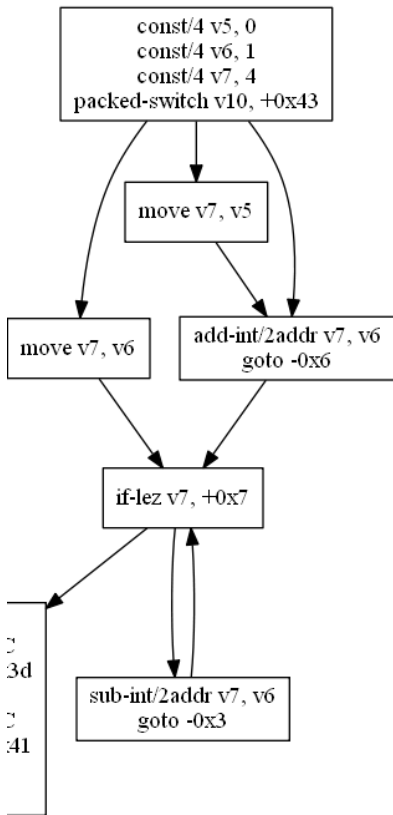 const/4 v5, 0
const/4 v6, 1
const/4 v7, 4
packed-switch v10, +0x43
move v7, v5
move v7, v6
add-int/2addr v7, v6
goto -0x6
if-lez v7, +0x7
3d
41
sub-int/2addr v7, v6
goto -0x3